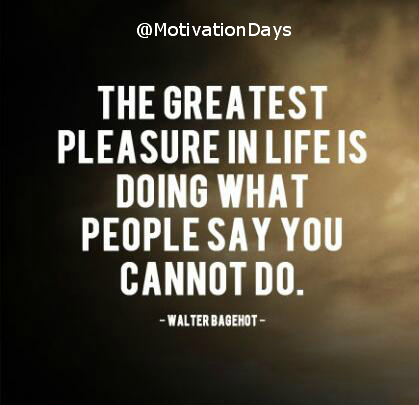 @MotivationDays
THE GREATEST
PLEASURE IN LIFE IS
DOING WHAT
PEOPLE SAY YOU
CANNOT DO.
- WALTER BAGEHOT -